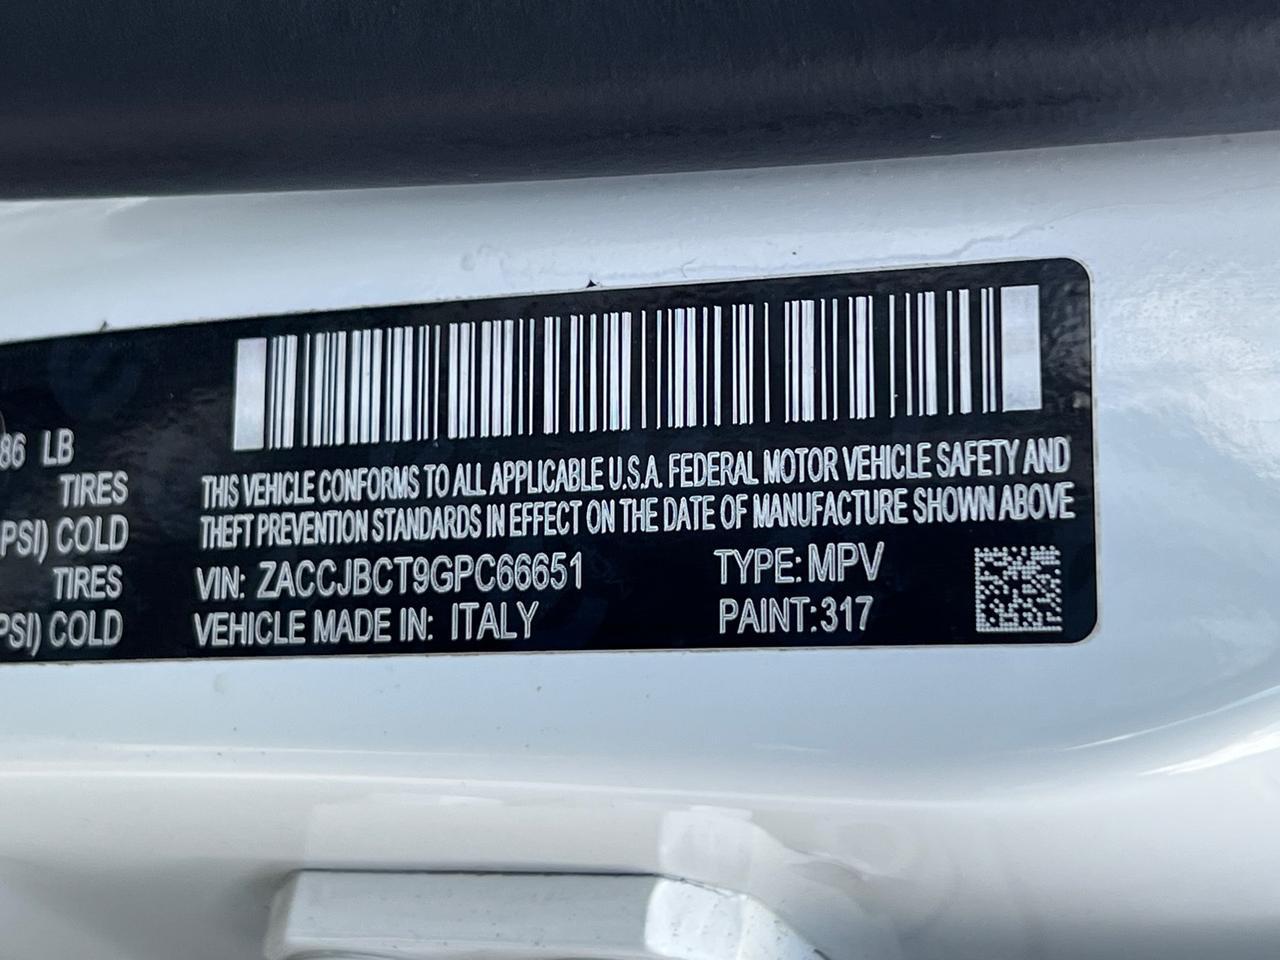 86 LB
TIRES
PSI) COLD
TIRES
PSI) COLD
THIS VEHICLE CONFORMS TO ALL APPLICABLE U.S.A. FEDERAL MOTOR VEHICLE SAFETY AND
THEFT PREVENTION STANDARDS IN EFFECT ON THE DATE OF MANUFACTURE SHOWN ABOVE
VIN: ZACCJBCT9GPC66651 TYPE: MPV
VEHICLE MADE IN: ITALY PAINT: 317